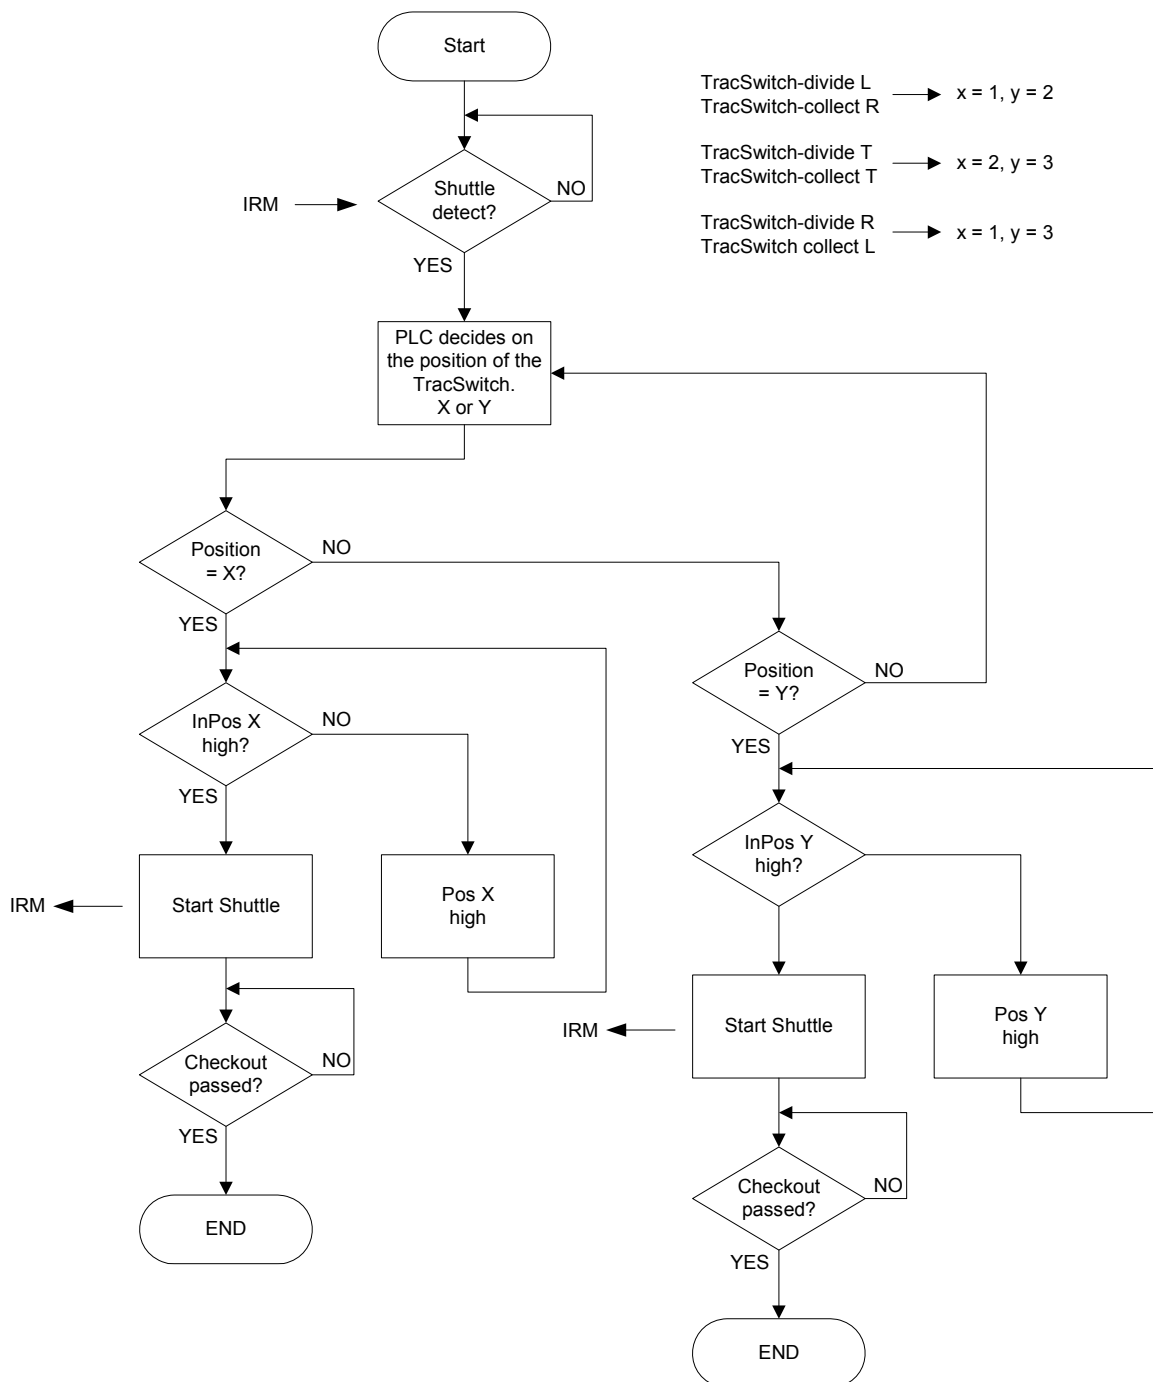 Start
TracSwitch-divide L
TracSwitch-collect R
x = 1, y = 2
TracSwitch-divide T
TracSwitch-collect T
x = 2, y = 3
TracSwitch-divide R
TracSwitch collect L
x = 1, y = 3
IRM
Shuttle
detect?
NO
YES
PLC decides on
the position of the
TracSwitch.
X or Y
Position
= X?
NO
YES
Position
= Y?
NO
YES
InPos X
high?
NO
YES
InPos Y
high?
IRM
Start Shuttle
Pos X
high
IRM
Start Shuttle
Pos Y
high
Checkout
passed?
NO
YES
Checkout
passed?
NO
YES
END
END